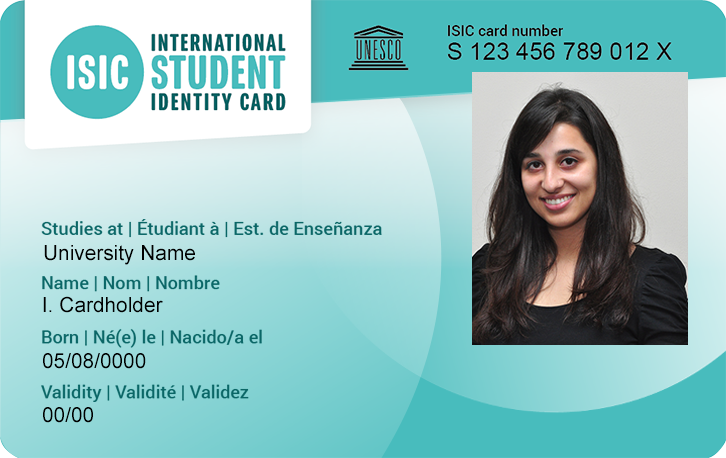 ISIC
INTERNATIONAL
STUDENT
IDENTITY CARD
UNESCO
ISIC card number
S 123 456 789 012 X
Studies at | Étudiant à | Est. de Enseñanza
University Name
Name | Nom | Nombre
I. Cardholder
Born | Né(e) le | Nacido/a el
05/08/0000
Validity | Validité | Validez
00/00